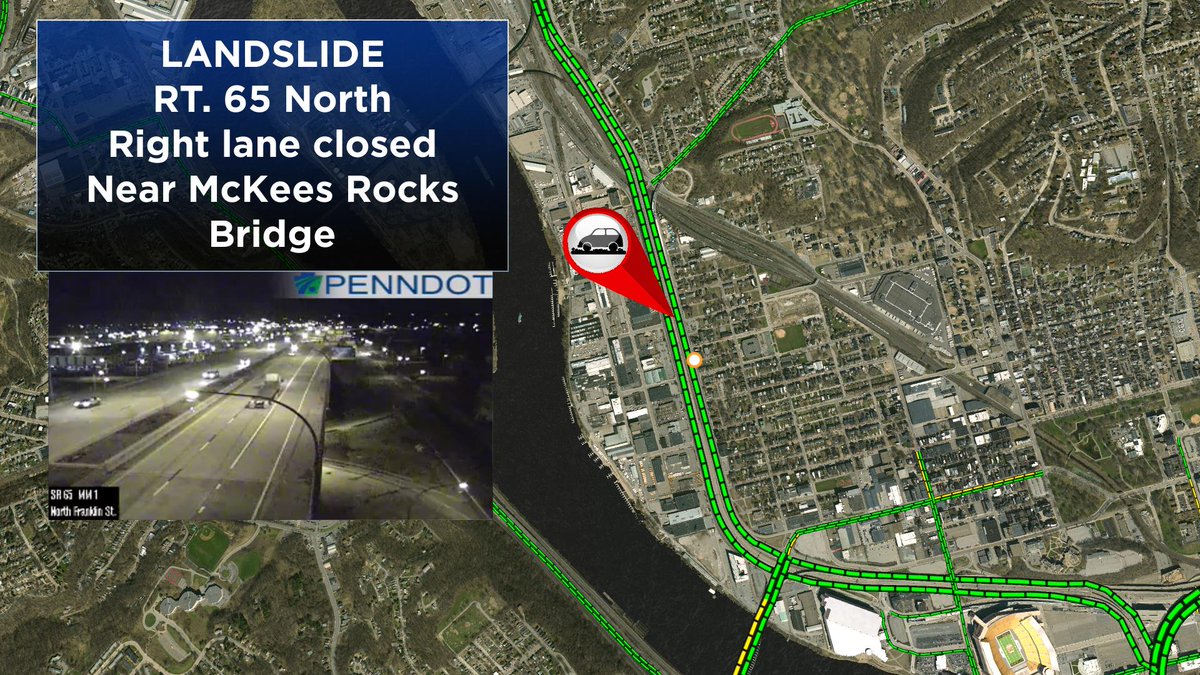 LANDSLIDE
RT. 65 North
Right lane closed
Near McKees Rocks
Bridge
PENNDOT
SR 65 MM 1
North Franklin St.